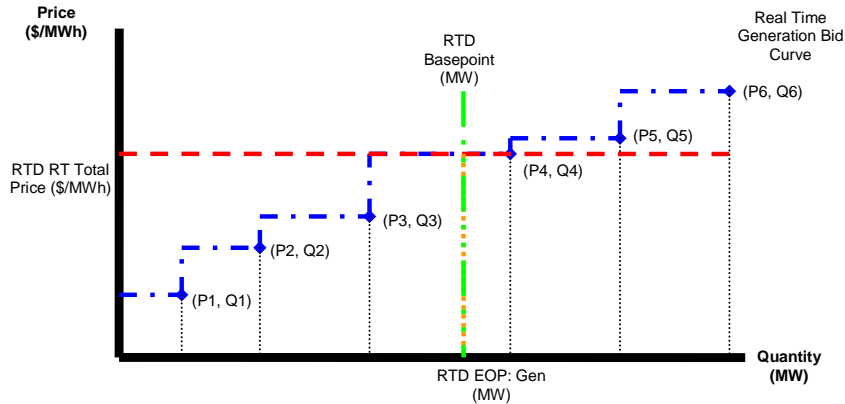 Price
($/MWh)
RTD
Basepoint
(MW)
Real Time
Generation Bid
Curve
(P6, Q6)
(P5, Q5)
(P4, Q4)
RTD RT Total
Price ($/MWh)
(P3, Q3)
(P2, Q2)
(P1, Q1)
Quantity
(MW)
RTD EOP: Gen
(MW)